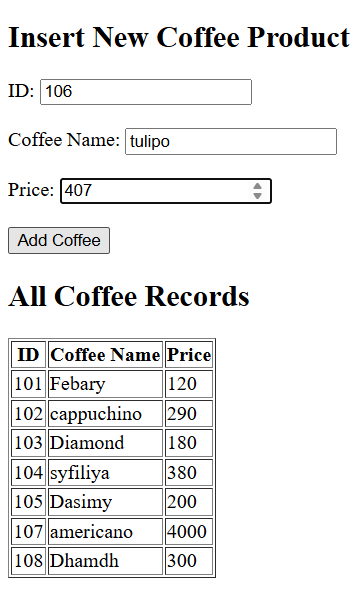 Insert New Coffee Product
ID: 106
Coffee Name: tulipo
Price: 407
Add Coffee
All Coffee Records
ID Coffee Name Price
101 Febary 120
102 cappuchino 290
103 Diamond 180
104 syfiliya 380
105 Dasimy 200
107 americano 4000
108 Dhamdh 300